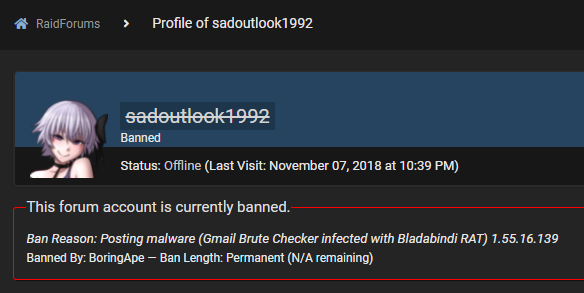 RaidForums > Profile of sadoutlook1992
sadoutlook1992
Banned
Status: Offline (Last Visit: November 07, 2018 at 10:39 PM)
This forum account is currently banned.
Ban Reason: Posting malware (Gmail Brute Checker infected with Bladabindi RAT) 1.55.16.139
Banned By: BoringApe — Ban Length: Permanent (N/A remaining)